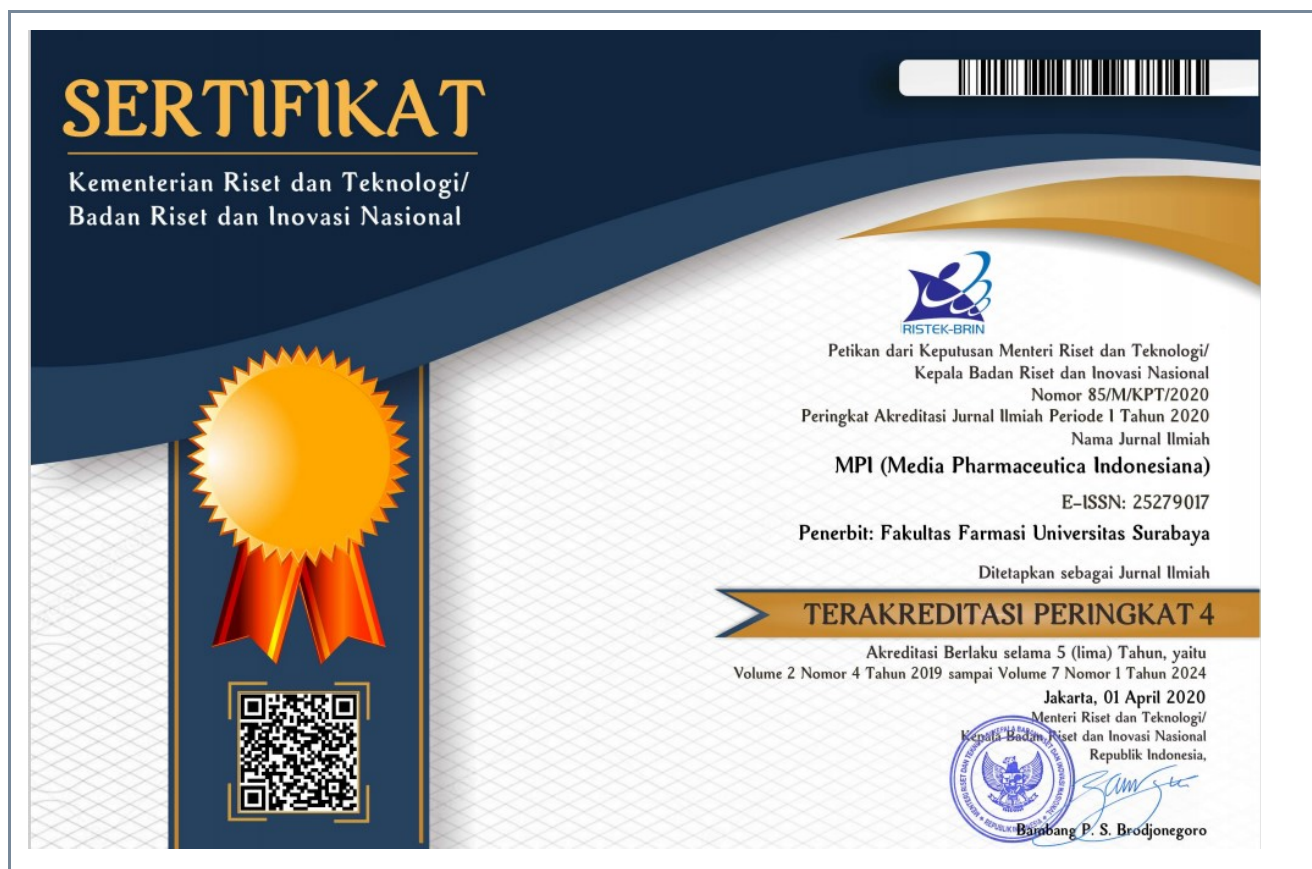 SERTIFIKAT
Kementerian Riset dan Teknologi/
Badan Riset dan Inovasi Nasional
RISTEK-BRIN
Petikan dari Keputusan Menteri Riset dan Teknologi/
Kepala Badan Riset dan Inovasi Nasional
Nomor 85/M/KPT/2020
Peringkat Akreditasi Jurnal Ilmiah Periode 1 Tahun 2020
Nama Jurnal Ilmiah
MPI (Media Pharmaceutica Indonesiana)
E-ISSN: 25279017
Penerbit: Fakultas Farmasi Universitas Surabaya
Ditetapkan sebagai Jurnal Ilmiah
TERAKREDITASI PERINGKAT 4
Akreditasi Berlaku selama 5 (lima) Tahun, yaitu
Volume 2 Nomor 4 Tahun 2019 sampai Volume 7 Nomor 1 Tahun 2024
Jakarta, 01 April 2020
Menteri Riset dan Teknologi/
Kepala Badan Riset dan Inovasi Nasional
Republik Indonesia,
Bambang P. S. Brodjonegoro